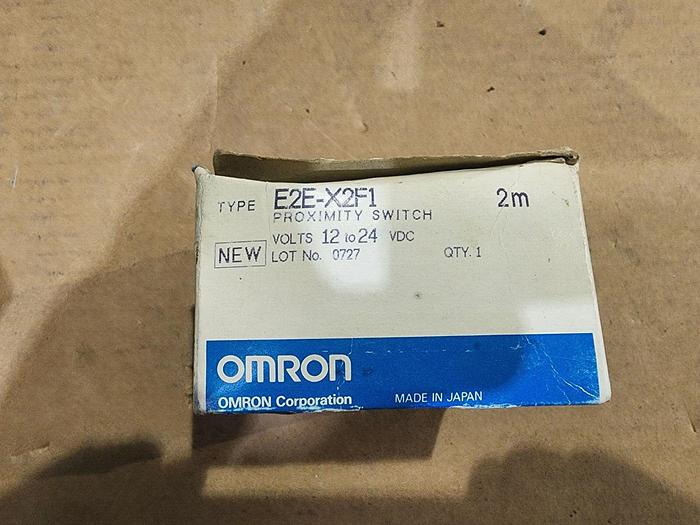 TYPE E2E-X2F1 2m
PROXIMITY SWITCH
VOLTS 12 to 24 VDC
NEW LOT No. 0727 QTY. 1
OMRON
OMRON Corporation MADE IN JAPAN